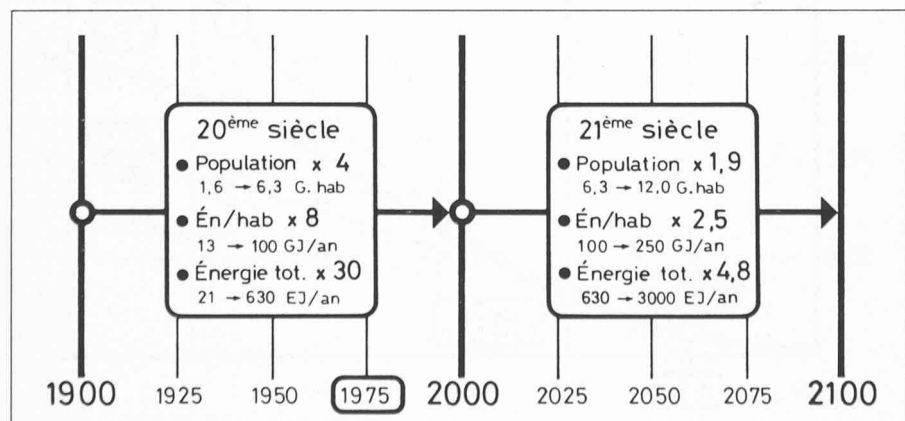 20ème siècle
● Population x 4
1,6 → 6,3 G. hab
● Én/hab x 8
13 → 100 GJ/an
● Énergie tot. x 30
21 → 630 EJ/an
21ème siècle
● Population x 1,9
6,3 → 12,0 G. hab
● Én/hab x 2,5
100 → 250 GJ/an
● Énergie tot. x 4,8
630 → 3000 EJ/an
1900 1925 1950 1975 2000 2025 2050 2075 2100